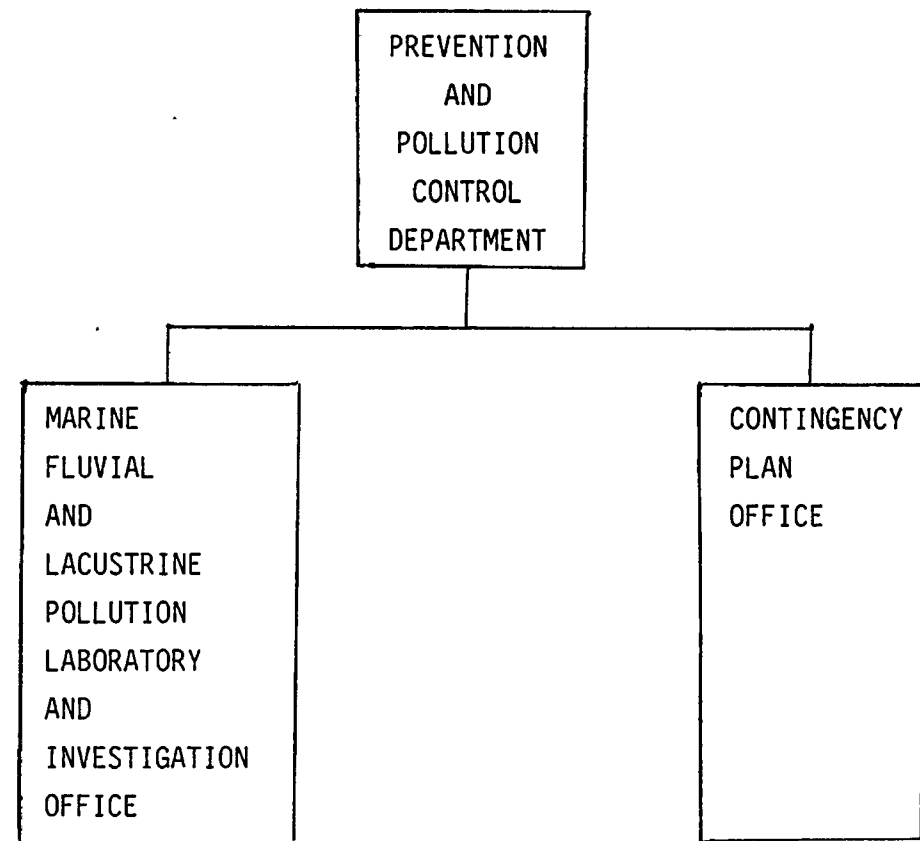 PREVENTION
AND
POLLUTION
CONTROL
DEPARTMENT
MARINE
FLUVIAL
AND
LACUSTRINE
POLLUTION
LABORATORY
AND
INVESTIGATION
OFFICE
CONTINGENCY
PLAN
OFFICE